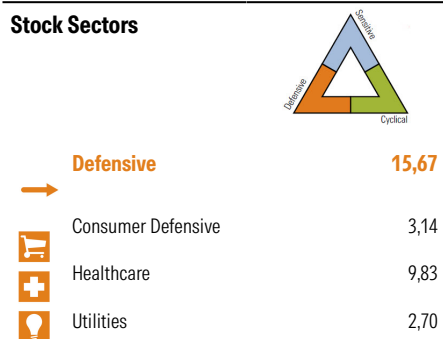 Stock Sectors
Sensitive
Defensive
Cyclical
Defensive 15,67
Consumer Defensive 3,14
Healthcare 9,83
Utilities 2,70